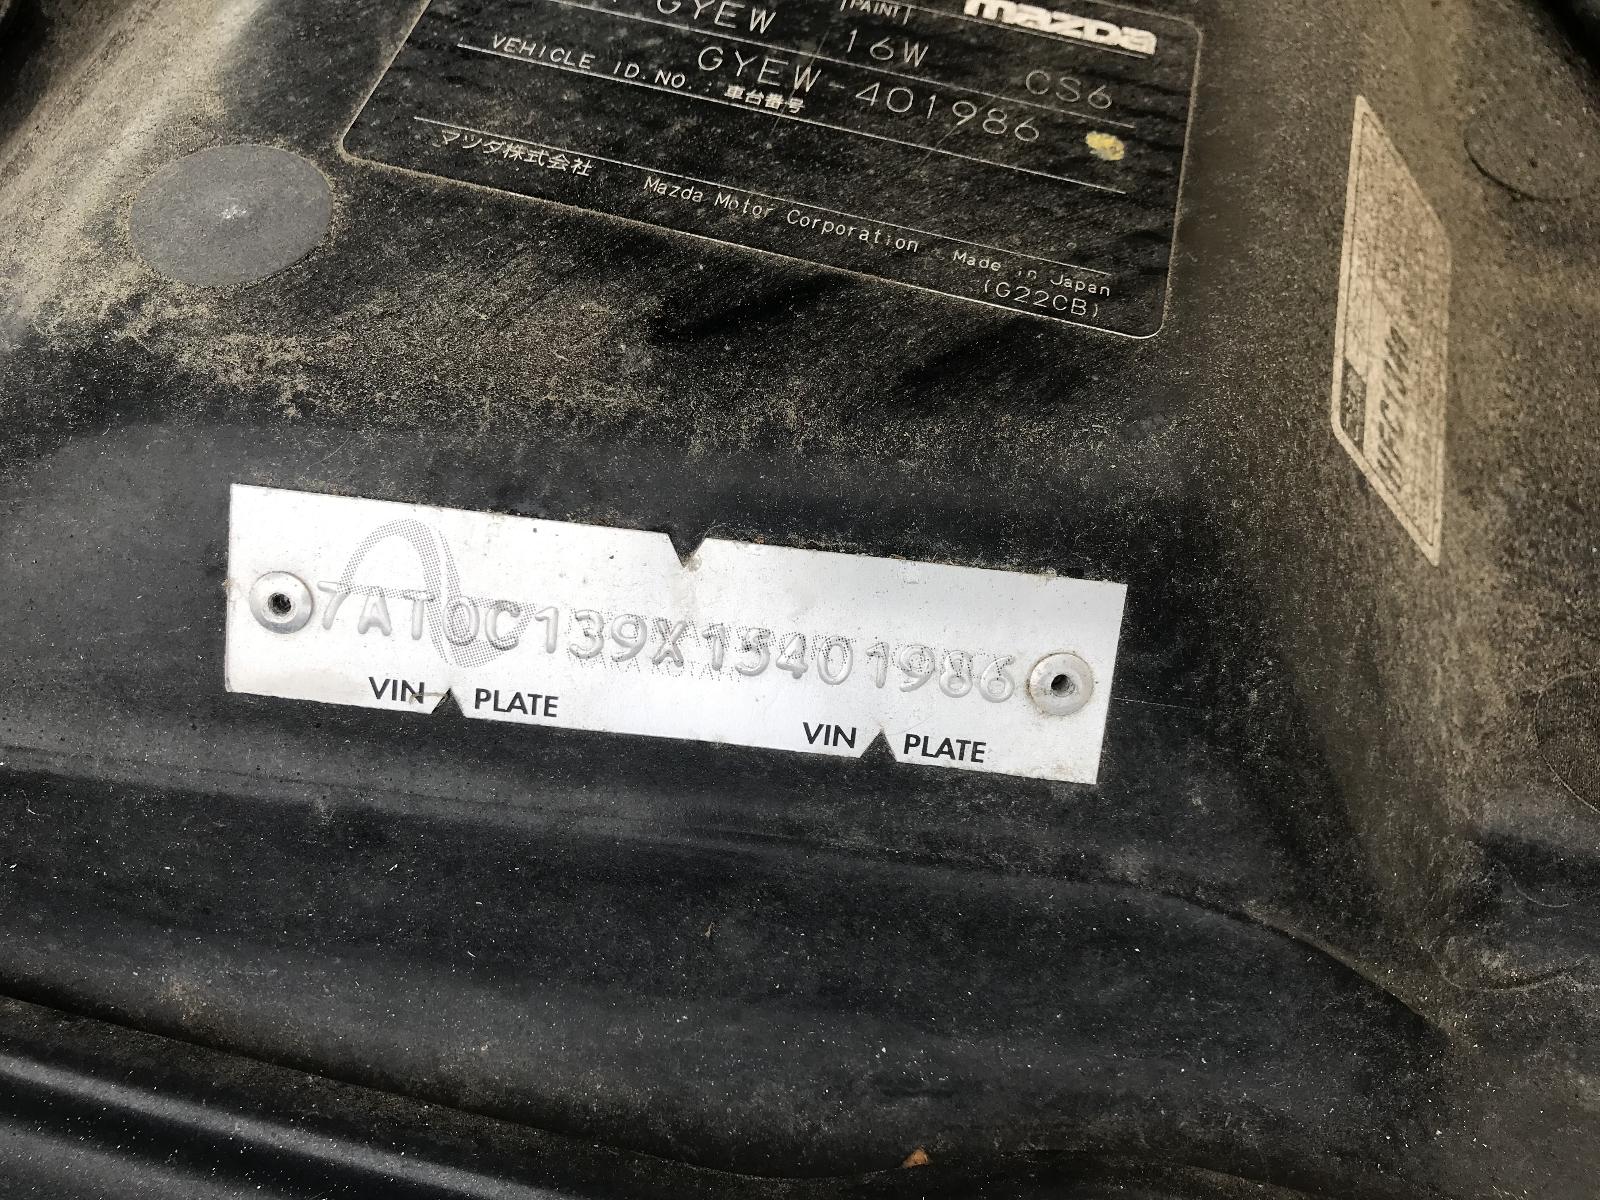 mazda
PAINT
GYEW 16W CS6
VEHICLE ID.NO. 車台番号 GYEW-401986
マツダ株式会社 Mazda Motor Corporation Made in Japan
(G22CB)
7AT0C139X15401986
VIN PLATE VIN PLATE